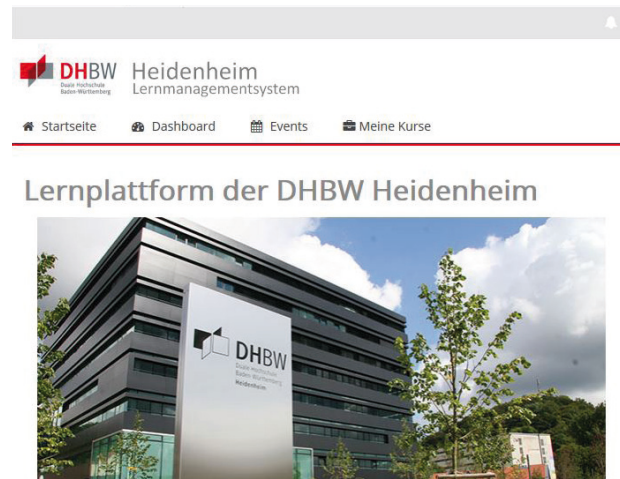 DHBW
Duale Hochschule
Baden-Württemberg
Heidenheim
Lernmanagementsystem
Startseite
Dashboard
Events
Meine Kurse
Lernplattform der DHBW Heidenheim
DHBW
Duale Hochschule
Baden-Württemberg
Heidenheim